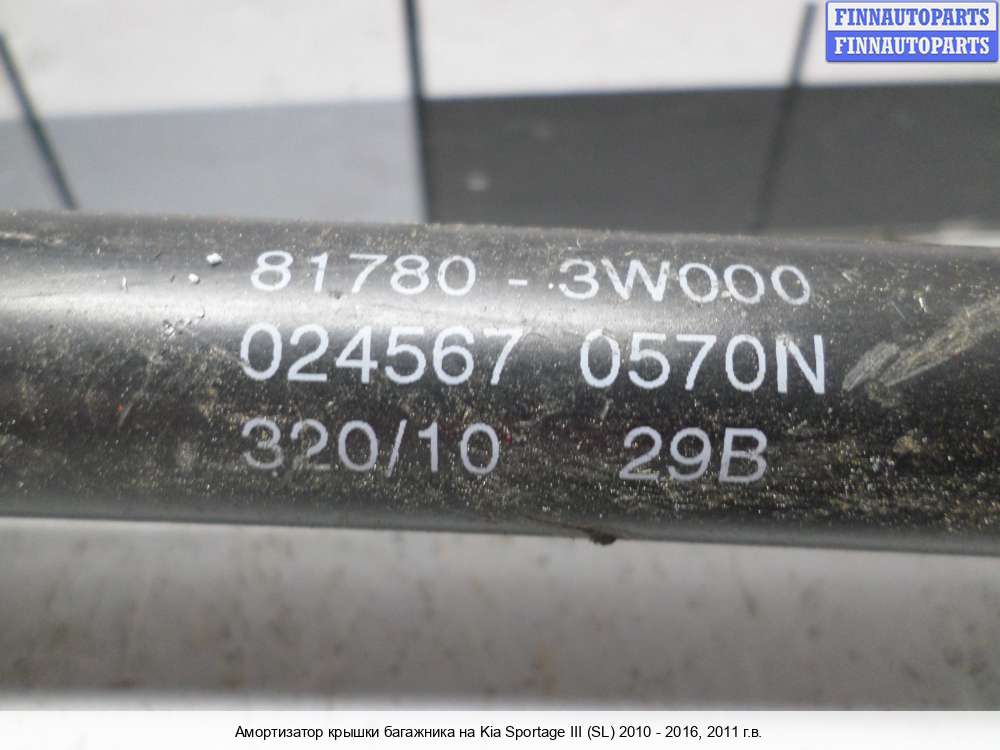 FINNAUTOPARTS
FINNAUTOPARTS
81780 - 3W000
024567 0570N
320/10 29B
Амортизатор крышки багажника на Kia Sportage III (SL) 2010 - 2016, 2011 г.в.